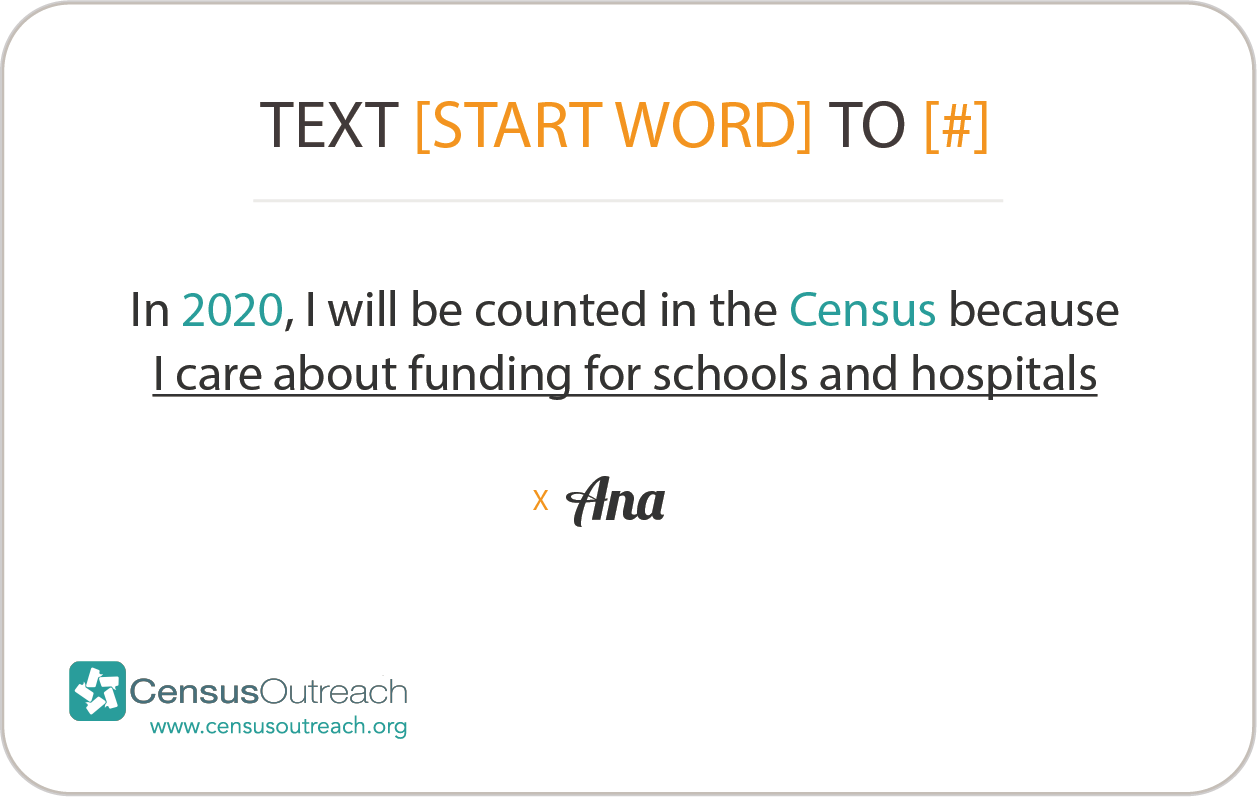 TEXT [START WORD] TO [#]
In 2020, I will be counted in the Census because
I care about funding for schools and hospitals
x Ana
CensusOutreach
www.censusoutreach.org